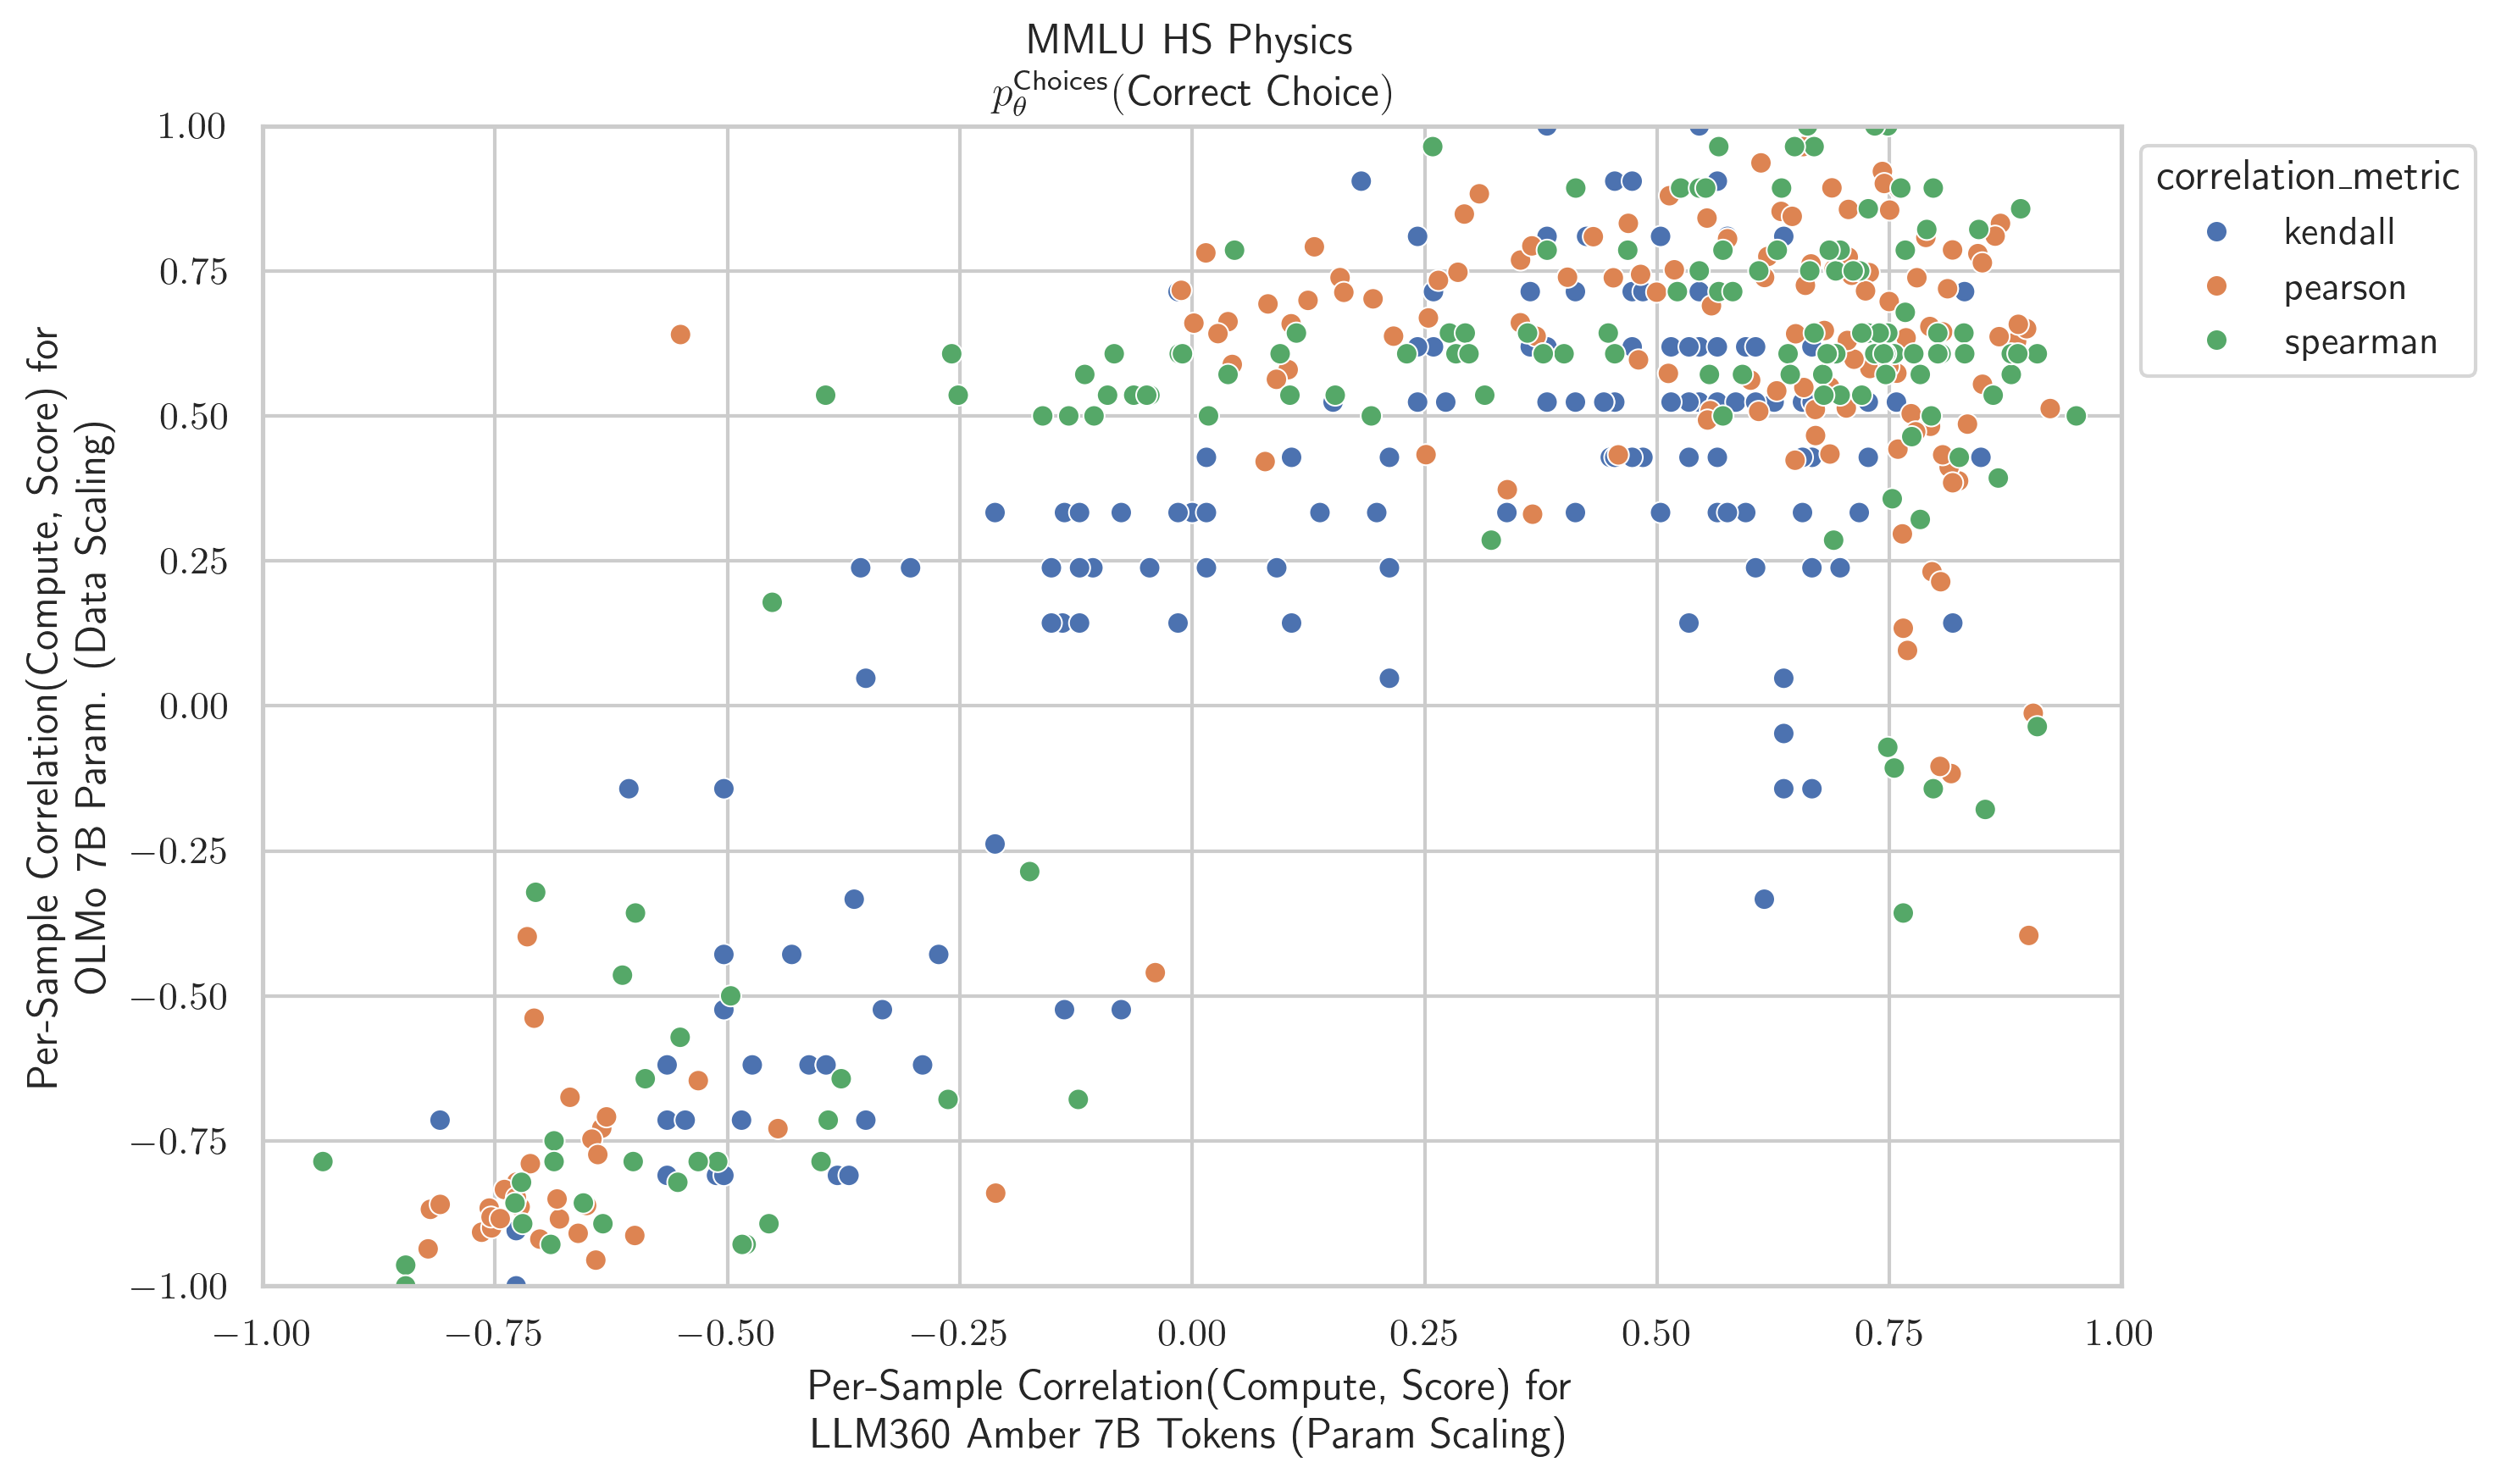 MMLU HS Physics
p_θ^Choices(Correct Choice)
1.00
0.75
0.50
0.25
0.00
−0.25
−0.50
−0.75
−1.00
Per-Sample Correlation(Compute, Score) for
OLMo 7B Param. (Data Scaling)
−1.00 −0.75 −0.50 −0.25 0.00 0.25 0.50 0.75 1.00
Per-Sample Correlation(Compute, Score) for
LLM360 Amber 7B Tokens (Param Scaling)
correlation_metric
kendall
pearson
spearman